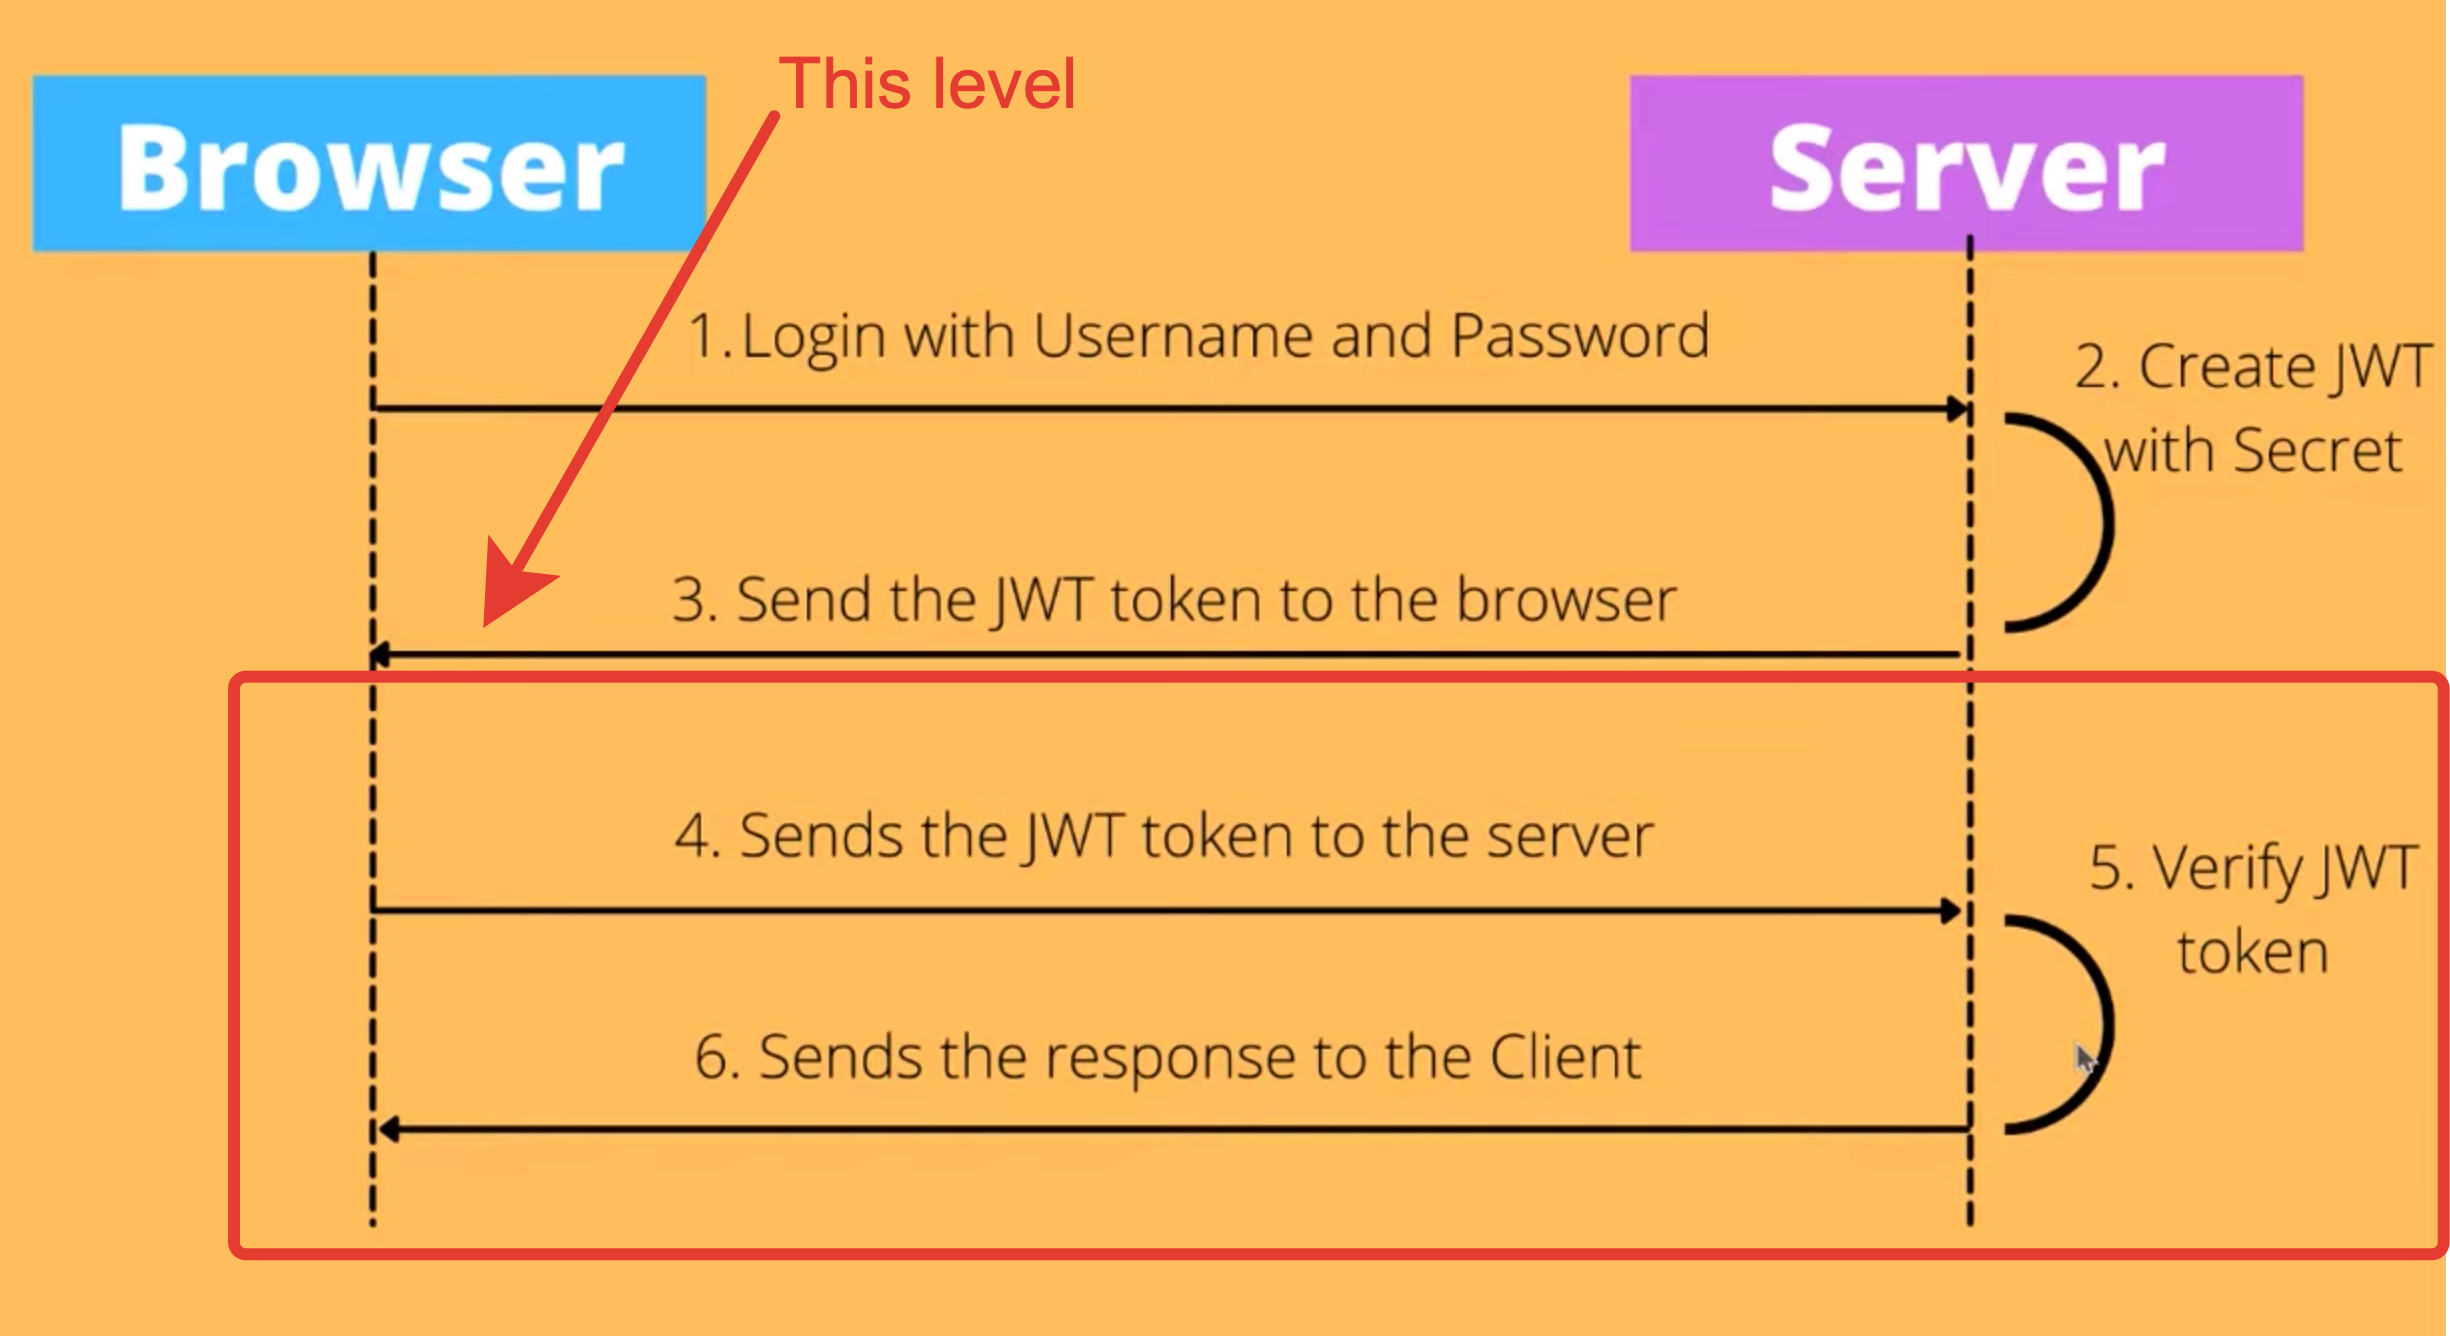 This level
Browser
Server
1. Login with Username and Password
2. Create JWT
with Secret
3. Send the JWT token to the browser
4. Sends the JWT token to the server
5. Verify JWT
token
6. Sends the response to the Client